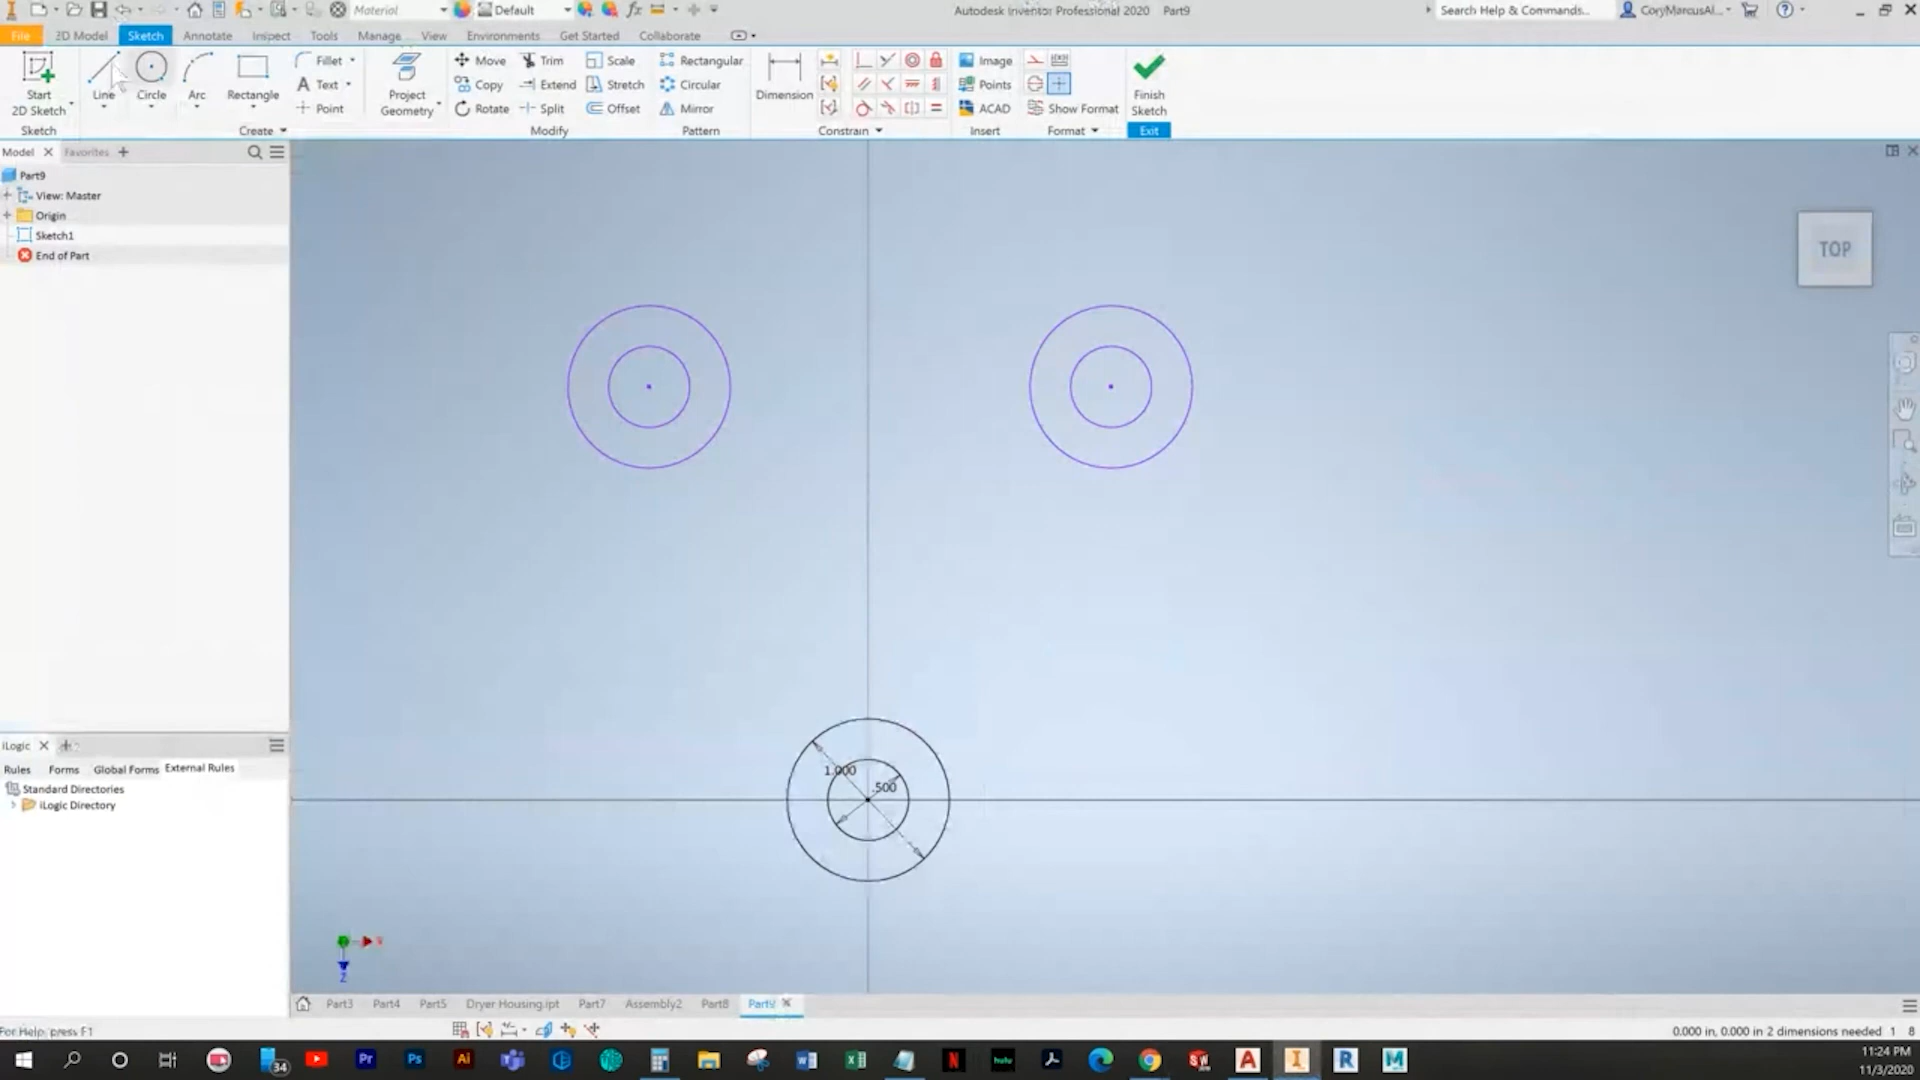 Material Default Autodesk Inventor Professional 2020 Part9 Search Help & Commands... CoryMarcusAl...
File 3D Model Sketch Annotate Inspect Tools Manage View Environments Get Started Collaborate
Start 2D Sketch
Line
Circle
Arc
Rectangle
Fillet
Text
Point
Project Geometry
Move Trim Scale
Copy Extend Stretch
Rotate Split Offset
Rectangular
Circular
Mirror
Dimension
Image
Points
ACAD
Show Format
Finish Sketch
Sketch Create Modify Pattern Constrain Insert Format Exit
Model Favorites
Part9
View: Master
Origin
Sketch1
End of Part
TOP
1.000
.500
iLogic
Rules Forms Global Forms External Rules
Standard Directories
iLogic Directory
Z
Part3 Part4 Part5 Dryer Housing.ipt Part7 Assembly2 Part8 Part9
For Help, press F1
0.000 in, 0.000 in 2 dimensions needed 1 8
34 Pr Ps Ai hulu SW A I R M
11:24 PM
11/3/2020